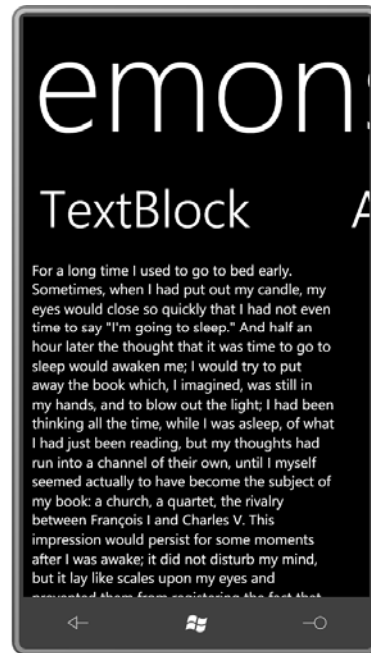 emons
TextBlock A
For a long time I used to go to bed early.
Sometimes, when I had put out my candle, my
eyes would close so quickly that I had not even
time to say "I'm going to sleep." And half an
hour later the thought that it was time to go to
sleep would awaken me; I would try to put
away the book which, I imagined, was still in
my hands, and to blow out the light; I had been
thinking all the time, while I was asleep, of what
I had just been reading, but my thoughts had
run into a channel of their own, until I myself
seemed actually to have become the subject of
my book: a church, a quartet, the rivalry
between François I and Charles V. This
impression would persist for some moments
after I was awake; it did not disturb my mind,
but it lay like scales upon my eyes and
prevented them from registering the fact that